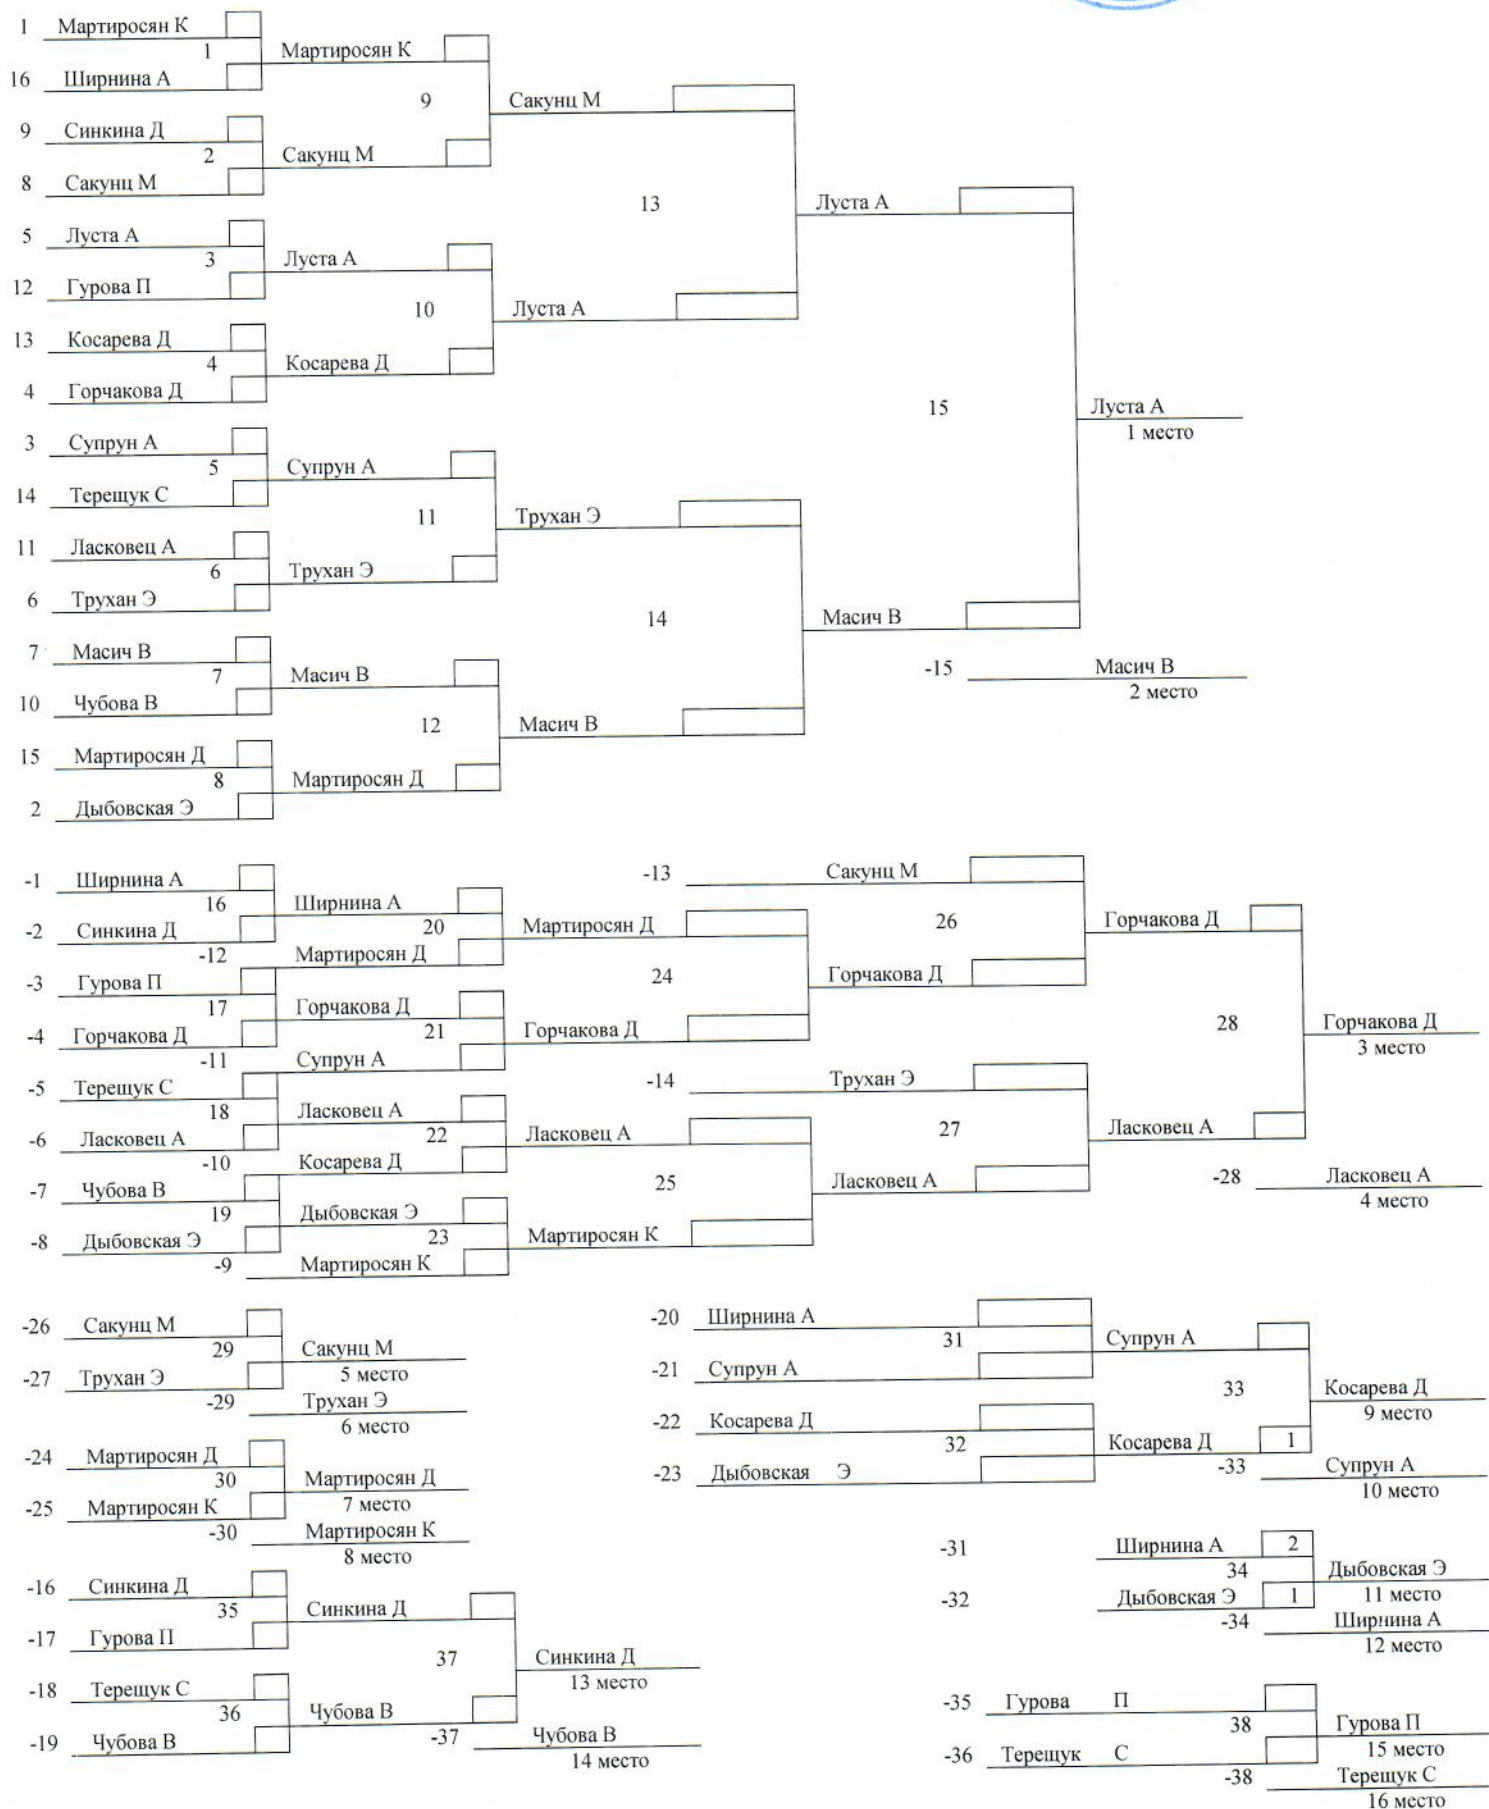 1 Мартиросян К
1 Мартиросян К
16 Ширнина А
9 Сакунц М
9 Синкина Д
2 Сакунц М
8 Сакунц М
13 Луста А
5 Луста А
3 Луста А
12 Гурова П
10 Луста А
13 Косарева Д
4 Косарева Д
4 Горчакова Д
15 Луста А
1 место
3 Супрун А
5 Супрун А
14 Терещук С
11 Трухан Э
11 Ласковец А
6 Трухан Э
6 Трухан Э
14 Масич В
7 Масич В
-15 Масич В
7 Масич В
2 место
10 Чубова В
12 Масич В
15 Мартиросян Д
8 Мартиросян Д
2 Дыбовская Э
-1 Ширнина А
-13 Сакунц М
16 Ширнина А
-2 Синкина Д
20 Мартиросян Д
26 Горчакова Д
-12 Мартиросян Д
-3 Гурова П
24 Горчакова Д
17 Горчакова Д
-4 Горчакова Д
21 Горчакова Д
28 Горчакова Д
3 место
-11 Супрун А
-5 Терещук С
-14 Трухан Э
18 Ласковец А
-6 Ласковец А
22 Ласковец А
27 Ласковец А
-10 Косарева Д
-7 Чубова В
25 Ласковец А
-28 Ласковец А
4 место
19 Дыбовская Э
-8 Дыбовская Э
23 Мартиросян К
-9 Мартиросян К
-26 Сакунц М
29 Сакунц М
5 место
-27 Трухан Э
-29 Трухан Э
6 место
-24 Мартиросян Д
30 Мартиросян Д
7 место
-25 Мартиросян К
-30 Мартиросян К
8 место
-20 Ширнина А
31 Супрун А
-21 Супрун А
33 Косарева Д
9 место
-22 Косарева Д
32 Косарева Д 1
-23 Дыбовская Э
-33 Супрун А
10 место
-31 Ширнина А 2
34 Дыбовская Э
11 место
-32 Дыбовская Э 1
-34 Ширнина А
12 место
-16 Синкина Д
35 Синкина Д
-17 Гурова П
37 Синкина Д
13 место
-18 Терещук С
36 Чубова В
-19 Чубова В
-37 Чубова В
14 место
-35 Гурова П
38 Гурова П
15 место
-36 Терещук С
-38 Терещук С
16 место